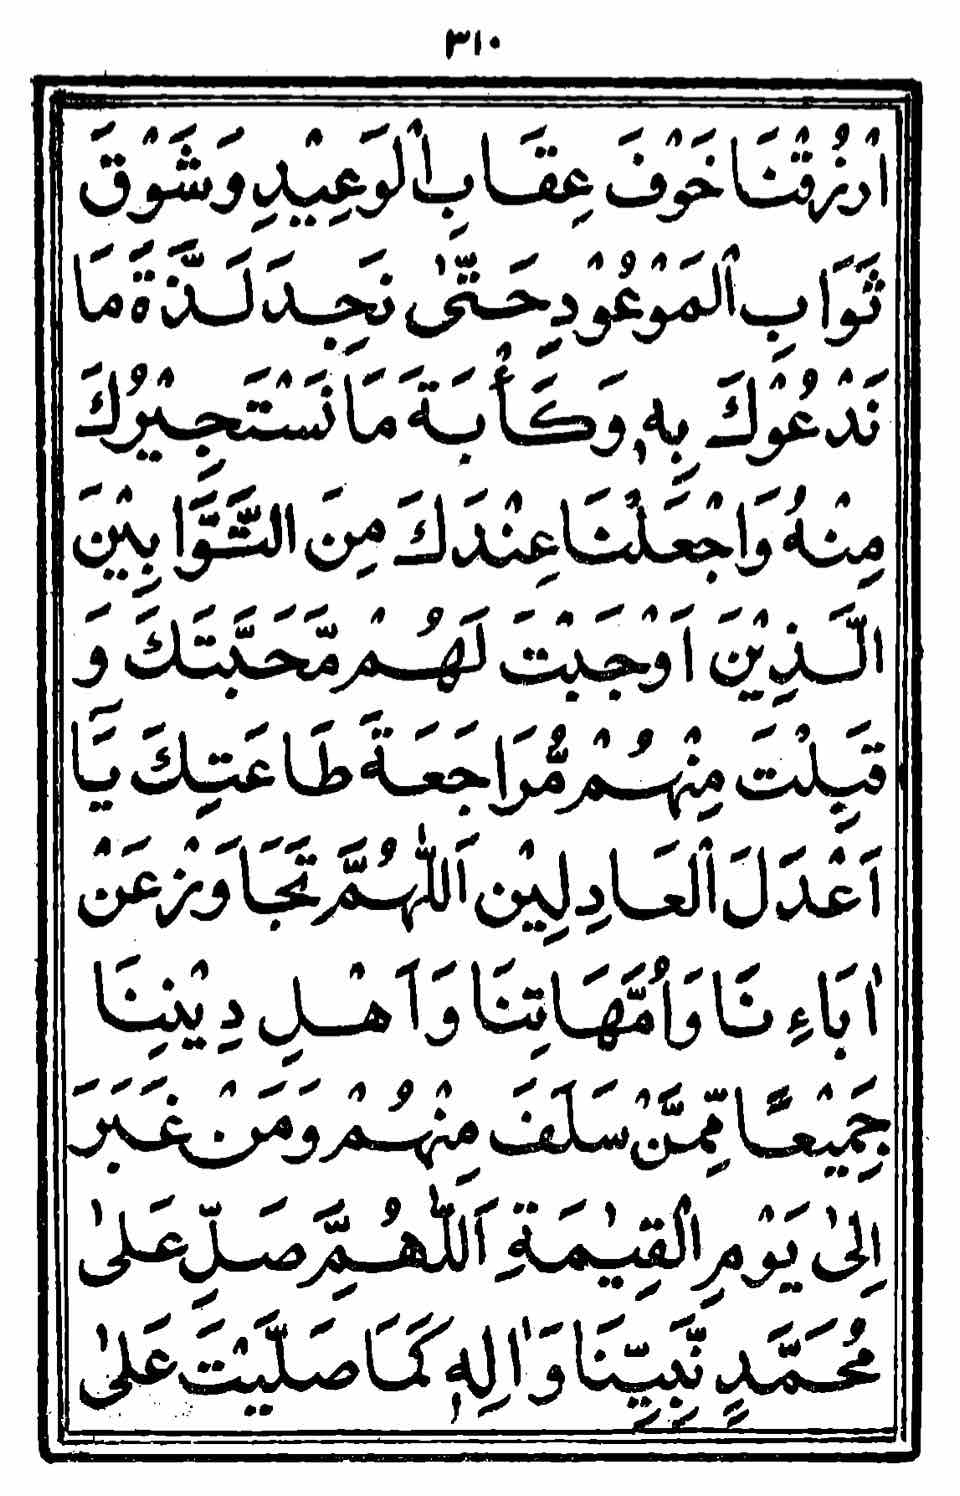 ٣١٠
ارْزُقْنَا خَوْفَ عِقَابِ الْوَعِيْدِ وَشَوْقَ
ثَوَابِ الْمَوْعُوْدِ حَتّٰى نَجِدَ لَذَّةَ مَا
نَدْعُوْكَ بِهٖ وَكَأْبَةَ مَا نَسْتَجِيْرُكَ
مِنْهُ وَاجْعَلْنَا عِنْدَكَ مِنَ التَّوَّابِيْنَ
الَّذِيْنَ اَوْجَبْتَ لَهُمْ مَّحَبَّتَكَ وَ
قَبِلْتَ مِنْهُمْ مُّرَاجَعَةَ طَاعَتِكَ يَا
اَعْدَلَ الْعَادِلِيْنَ اَللّٰهُمَّ تَجَاوَزْ عَنْ
اٰبَاءِنَا وَاُمَّهَاتِنَا وَاَهْلِ دِيْنِنَا
جَمِيْعًا مِّمَّنْ سَلَفَ مِنْهُمْ وَمَنْ غَبَرَ
اِلٰى يَوْمِ الْقِيٰمَةِ اَللّٰهُمَّ صَلِّ عَلٰى
مُحَمَّدٍ نَّبِيِّنَا وَاٰلِهٖ كَمَا صَلَّيْتَ عَلٰى